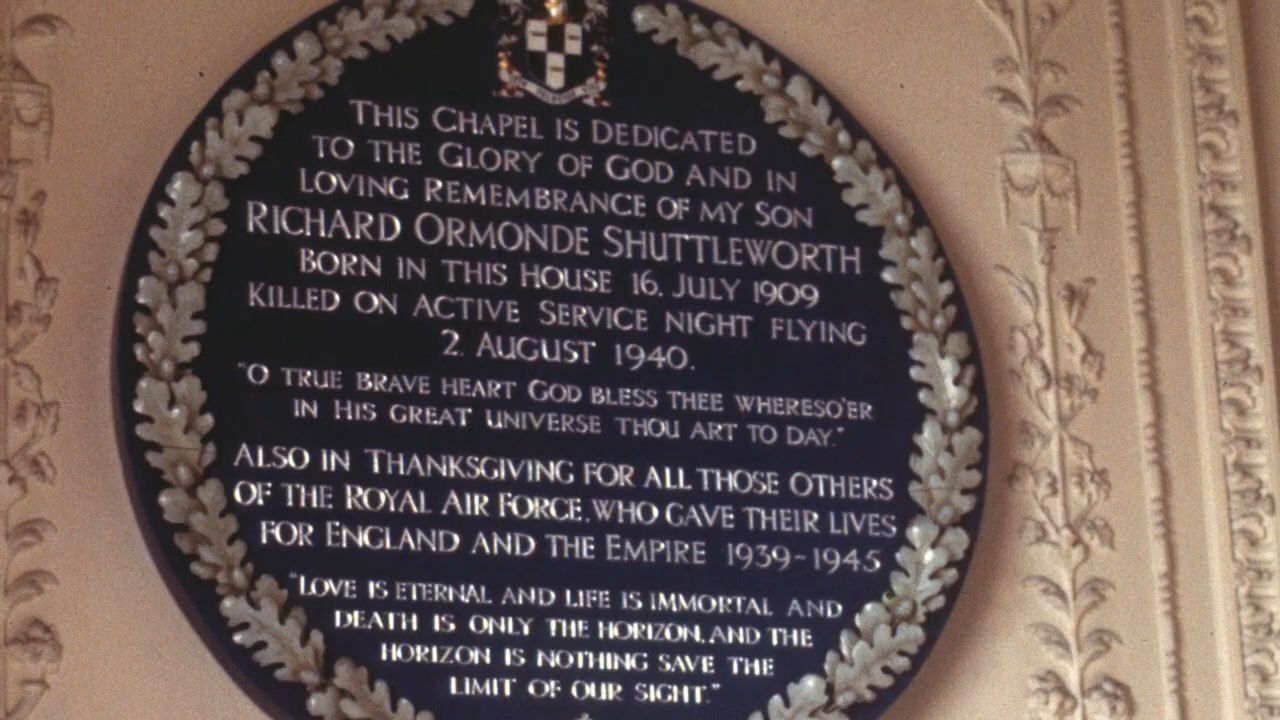 THIS CHAPEL IS DEDICATED
TO THE GLORY OF GOD AND IN
LOVING REMEMBRANCE OF MY SON
RICHARD ORMONDE SHUTTLEWORTH
BORN IN THIS HOUSE 16. JULY 1909
KILLED ON ACTIVE SERVICE NIGHT FLYING
2. AUGUST 1940.
"O TRUE BRAVE HEART GOD BLESS THEE WHERESO'ER
IN HIS GREAT UNIVERSE THOU ART TO DAY."
ALSO IN THANKSGIVING FOR ALL THOSE OTHERS
OF THE ROYAL AIR FORCE, WHO GAVE THEIR LIVES
FOR ENGLAND AND THE EMPIRE 1939-1945
"LOVE IS ETERNAL AND LIFE IS IMMORTAL AND
DEATH IS ONLY THE HORIZON, AND THE
HORIZON IS NOTHING SAVE THE
LIMIT OF OUR SIGHT."